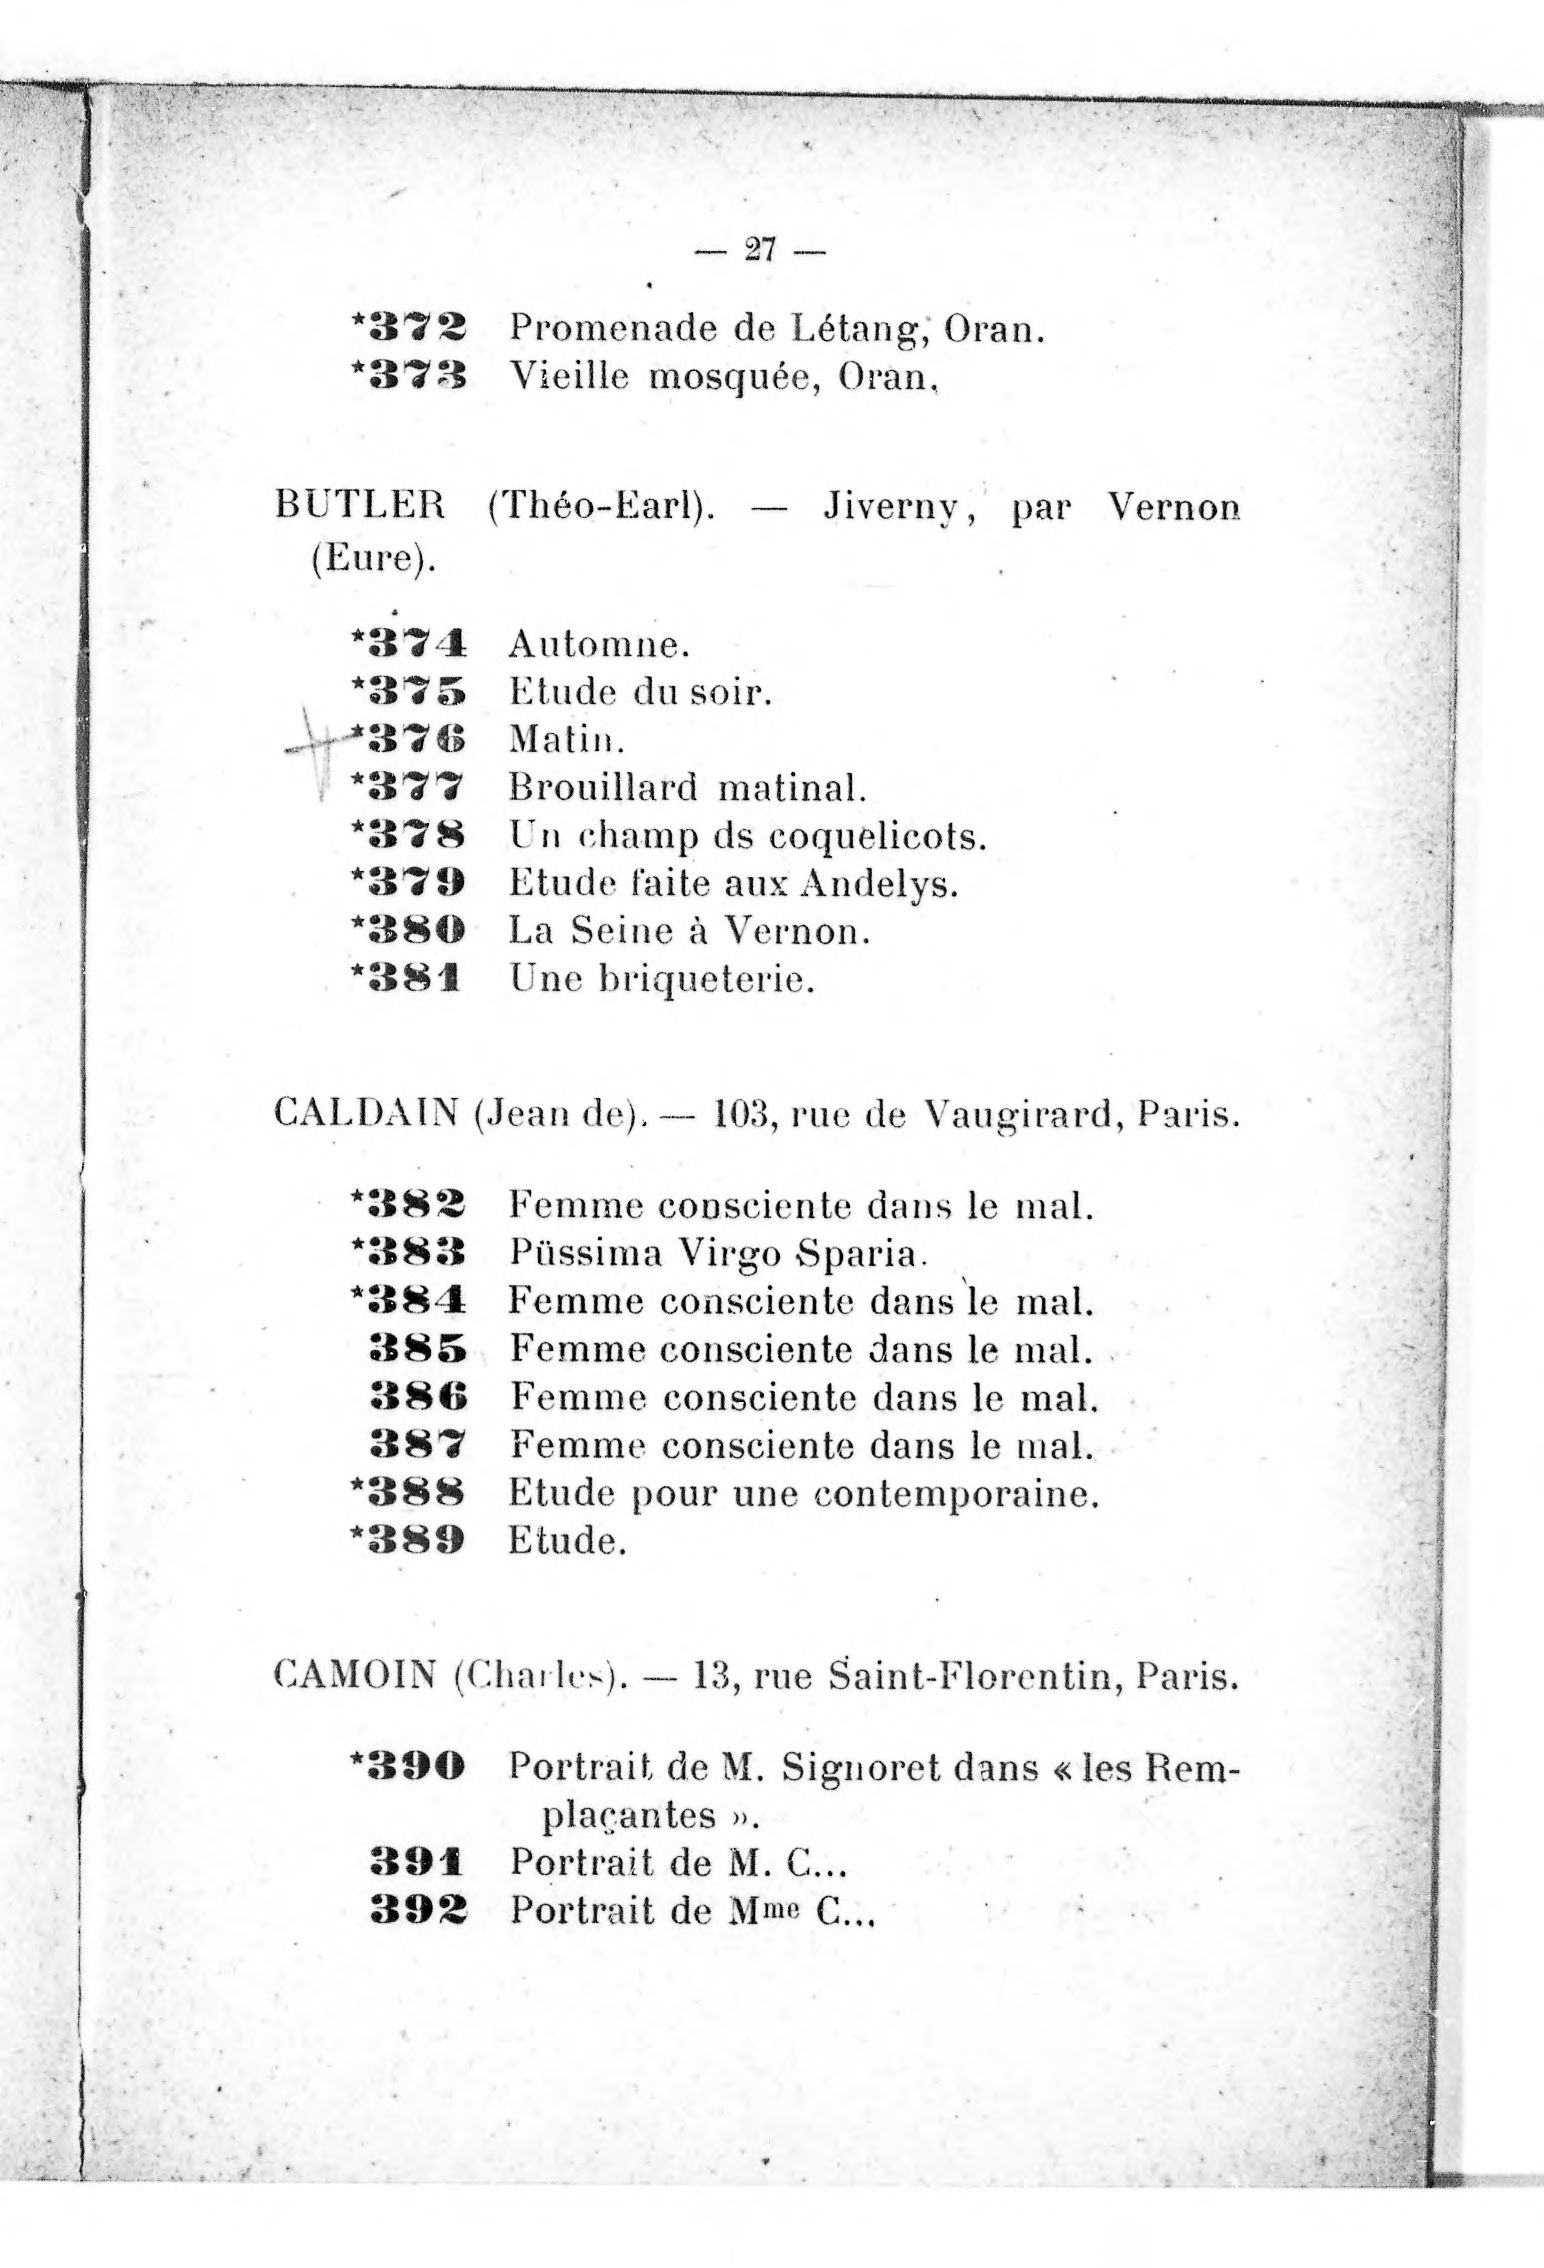 — 27 —
*372 Promenade de Létang, Oran.
*373 Vieille mosquée, Oran.
BUTLER (Théo-Earl). — Jiverny, par Vernon
(Eure).
*374 Automne.
*375 Etude du soir.
*376 Matin.
*377 Brouillard matinal.
*378 Un champ ds coquelicots.
*379 Etude faite aux Andelys.
*380 La Seine à Vernon.
*381 Une briqueterie.
CALDAIN (Jean de). — 103, rue de Vaugirard, Paris.
*382 Femme consciente dans le mal.
*383 Püssima Virgo Sparia.
*384 Femme consciente dans le mal.
385 Femme consciente dans le mal.
386 Femme consciente dans le mal.
387 Femme consciente dans le mal.
*388 Etude pour une contemporaine.
*389 Etude.
CAMOIN (Charles). — 13, rue Saint-Florentin, Paris.
*390 Portrait de M. Signoret dans « les Rem-
plaçantes ».
391 Portrait de M. C...
392 Portrait de Mme C...